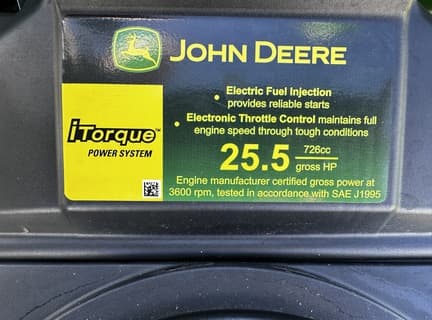 JOHN DEERE
• Electric Fuel Injection
provides reliable starts
• Electronic Throttle Control maintains full
engine speed through tough conditions
iTorque™
POWER SYSTEM
25.5 726cc
gross HP
Engine manufacturer certified gross power at
3600 rpm, tested in accordance with SAE J1995